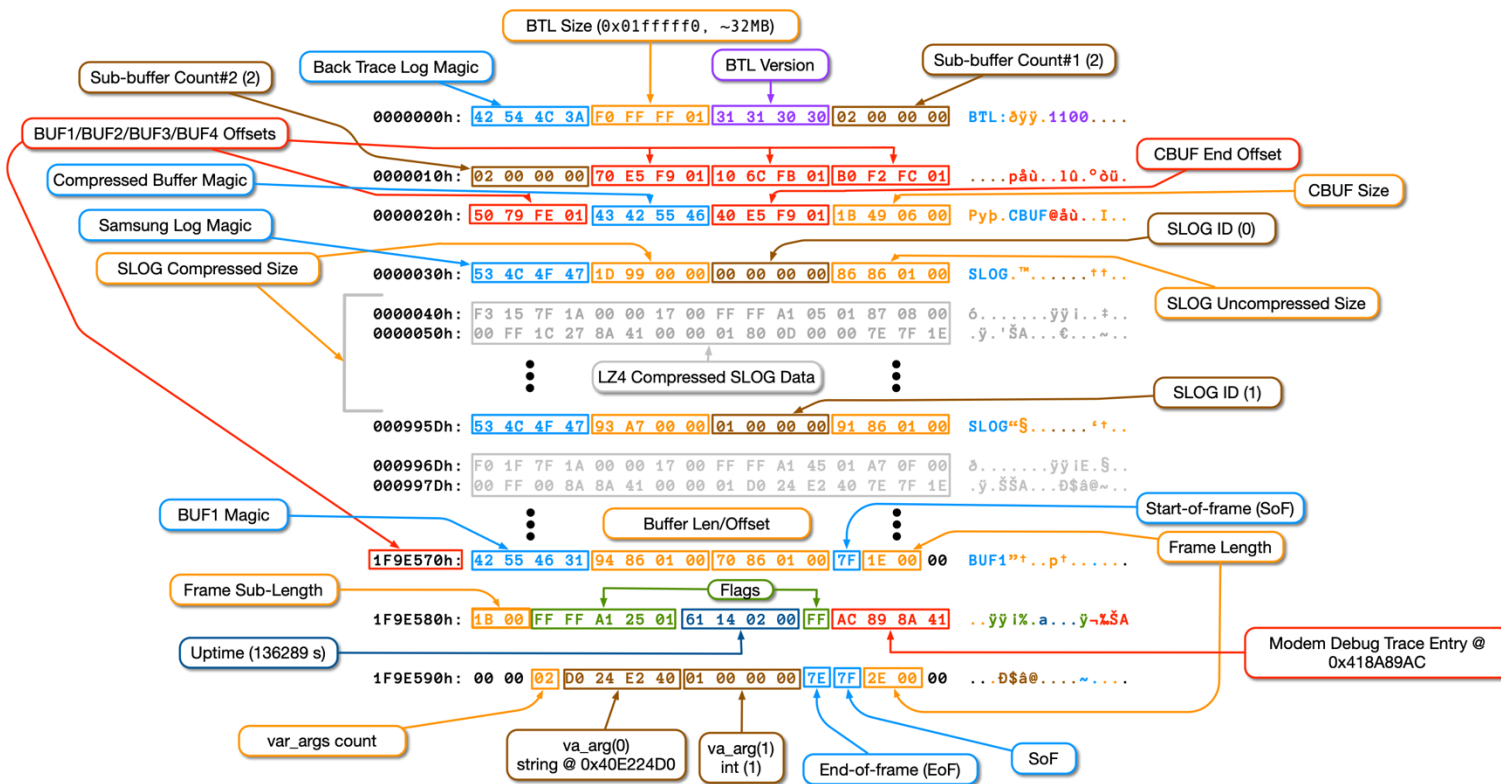 BTL Size (0x01fffff0, ~32MB)
Back Trace Log Magic
BTL Version
Sub-buffer Count#1 (2)
Sub-buffer Count#2 (2)
0000000h: 42 54 4C 3A F0 FF FF 01 31 31 30 30 02 00 00 00 BTL:ðÿÿ.1100....
BUF1/BUF2/BUF3/BUF4 Offsets
CBUF End Offset
0000010h: 02 00 00 00 70 E5 F9 01 10 6C FB 01 B0 F2 FC 01 ....påù..lû.°òü.
Compressed Buffer Magic
CBUF Size
0000020h: 50 79 FE 01 43 42 55 46 40 E5 F9 01 1B 49 06 00 Pyþ.CBUF@åù..I..
Samsung Log Magic
SLOG ID (0)
SLOG Compressed Size
0000030h: 53 4C 4F 47 1D 99 00 00 00 00 00 00 86 86 01 00 SLOG.™......††..
SLOG Uncompressed Size
0000040h: F3 15 7F 1A 00 00 17 00 FF FF A1 05 01 87 08 00 ó.......ÿÿ¡..‡..
0000050h: 00 FF 1C 27 8A 41 00 00 01 80 0D 00 00 7E 7F 1E .ÿ.'ŠA...€...~..
LZ4 Compressed SLOG Data
SLOG ID (1)
000995Dh: 53 4C 4F 47 93 A7 00 00 01 00 00 00 91 86 01 00 SLOG“§......‘†..
000996Dh: F0 1F 7F 1A 00 00 17 00 FF FF A1 45 01 A7 0F 00 ð.......ÿÿ¡E.§..
000997Dh: 00 FF 00 8A 8A 41 00 00 01 D0 24 E2 40 7E 7F 1E .ÿ.ŠŠA...Ð$â@~..
BUF1 Magic
Buffer Len/Offset
Start-of-frame (SoF)
1F9E570h: 42 55 46 31 94 86 01 00 70 86 01 00 7F 1E 00 00 BUF1”†..p†......
Frame Length
Frame Sub-Length
Flags
1F9E580h: 1B 00 FF FF A1 25 01 61 14 02 00 FF AC 89 8A 41 ..ÿÿ¡%.a...ÿ¬‰ŠA
Uptime (136289 s)
Modem Debug Trace Entry @
0x418A89AC
1F9E590h: 00 00 02 D0 24 E2 40 01 00 00 00 7E 7F 2E 00 00 ...Ð$â@....~....
var_args count
va_arg(0)
string @ 0x40E224D0
va_arg(1)
int (1)
End-of-frame (EoF)
SoF